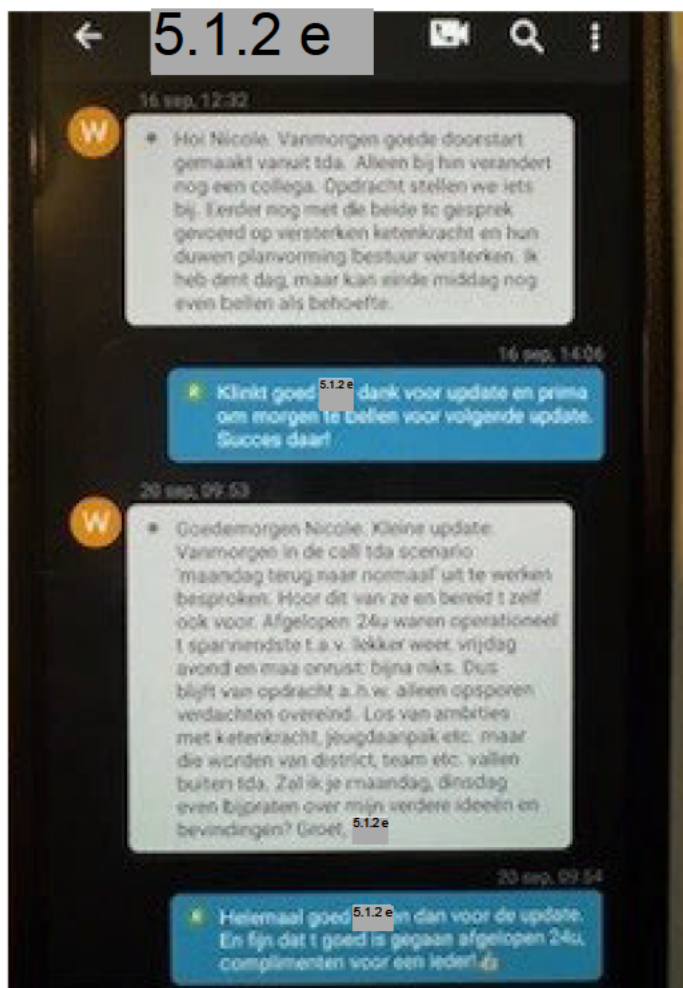 5.1.2 e
16 sep, 12:32
W
Hoi Nicole. Vanmorgen goede doorstart
gemaakt vanuit tda. Alleen bij hin verandert
nog een collega. Opdracht stellen we iets
bij. Eerder nog met de beide tc gesprek
gevoerd op versterken ketenkracht en hun
duwen planvorming bestuur versterken. Ik
heb dmt dag, maar kan einde middag nog
even bellen als behoefte.
16 sep, 14:06
Klinkt goed 5.1.2 e dank voor update en prima
om morgen te bellen voor volgende update.
Succes daar!
20 sep, 09:53
W
Goedemorgen Nicole. Kleine update.
Vanmorgen in de call tda scenario
'maandag terug naar normaal' uit te werken
besproken. Hoor dit van ze en bereid t zelf
ook voor. Afgelopen 24u waren operationeel
t spannendste t.a.v. lekker weer, vrijdag
avond en maa onrust: bijna niks. Dus
blijft van opdracht a.h.w. alleen opsporen
verdachten overeind. Los van ambities
met ketenkracht, jeugdaanpak etc. maar
die worden van district, team etc. vallen
buiten tda. Zal ik je maandag, dinsdag
even bijpraten over mijn verdere ideeën en
bevindingen? Groet, 5.1.2 e
20 sep, 09:54
Helemaal goed 5.1.2 e en dan voor de update.
En fijn dat t goed is gegaan afgelopen 24u,
complimenten voor een ieder!